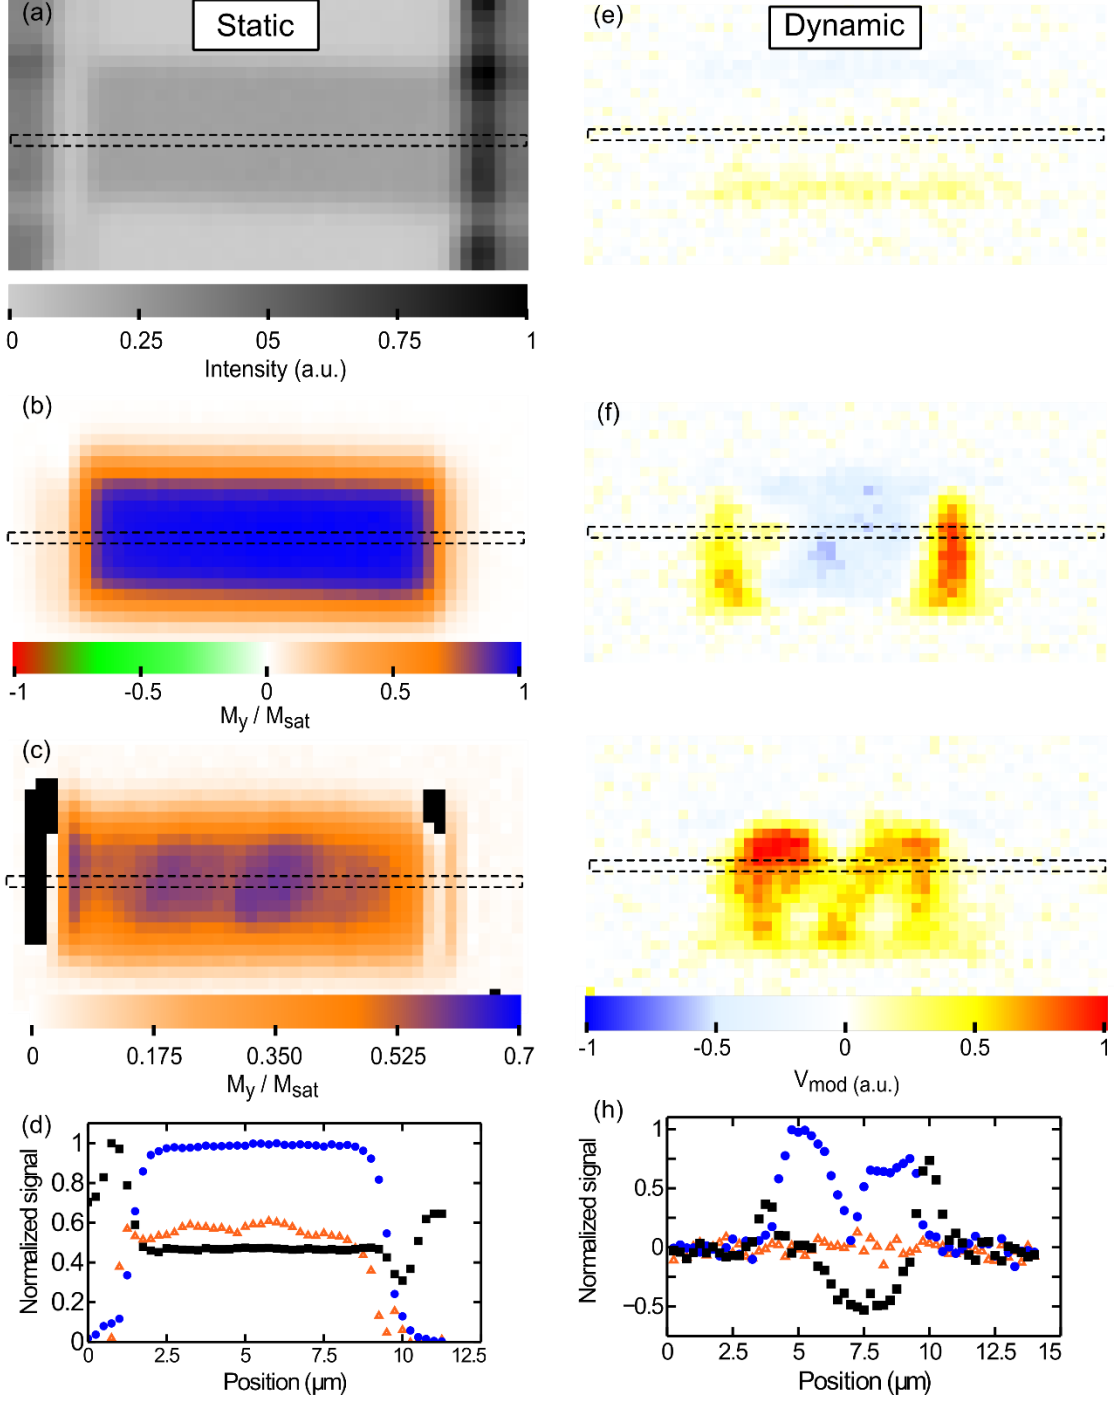 (a) Static
0 0.25 05 0.75 1
Intensity (a.u.)
(b)
-1 -0.5 0 0.5 1
My / Msat
(c)
0 0.175 0.350 0.525 0.7
My / Msat
(d)
1
0.8
0.6
0.4
0.2
0
Normalized signal
0 2.5 5 7.5 10 12.5
Position (μm)
(e) Dynamic
(f)
-1 -0.5 0 0.5 1
Vmod (a.u.)
(h)
1
0.5
0
−0.5
Normalized signal
0 2.5 5 7.5 10 12.5 15
Position (μm)